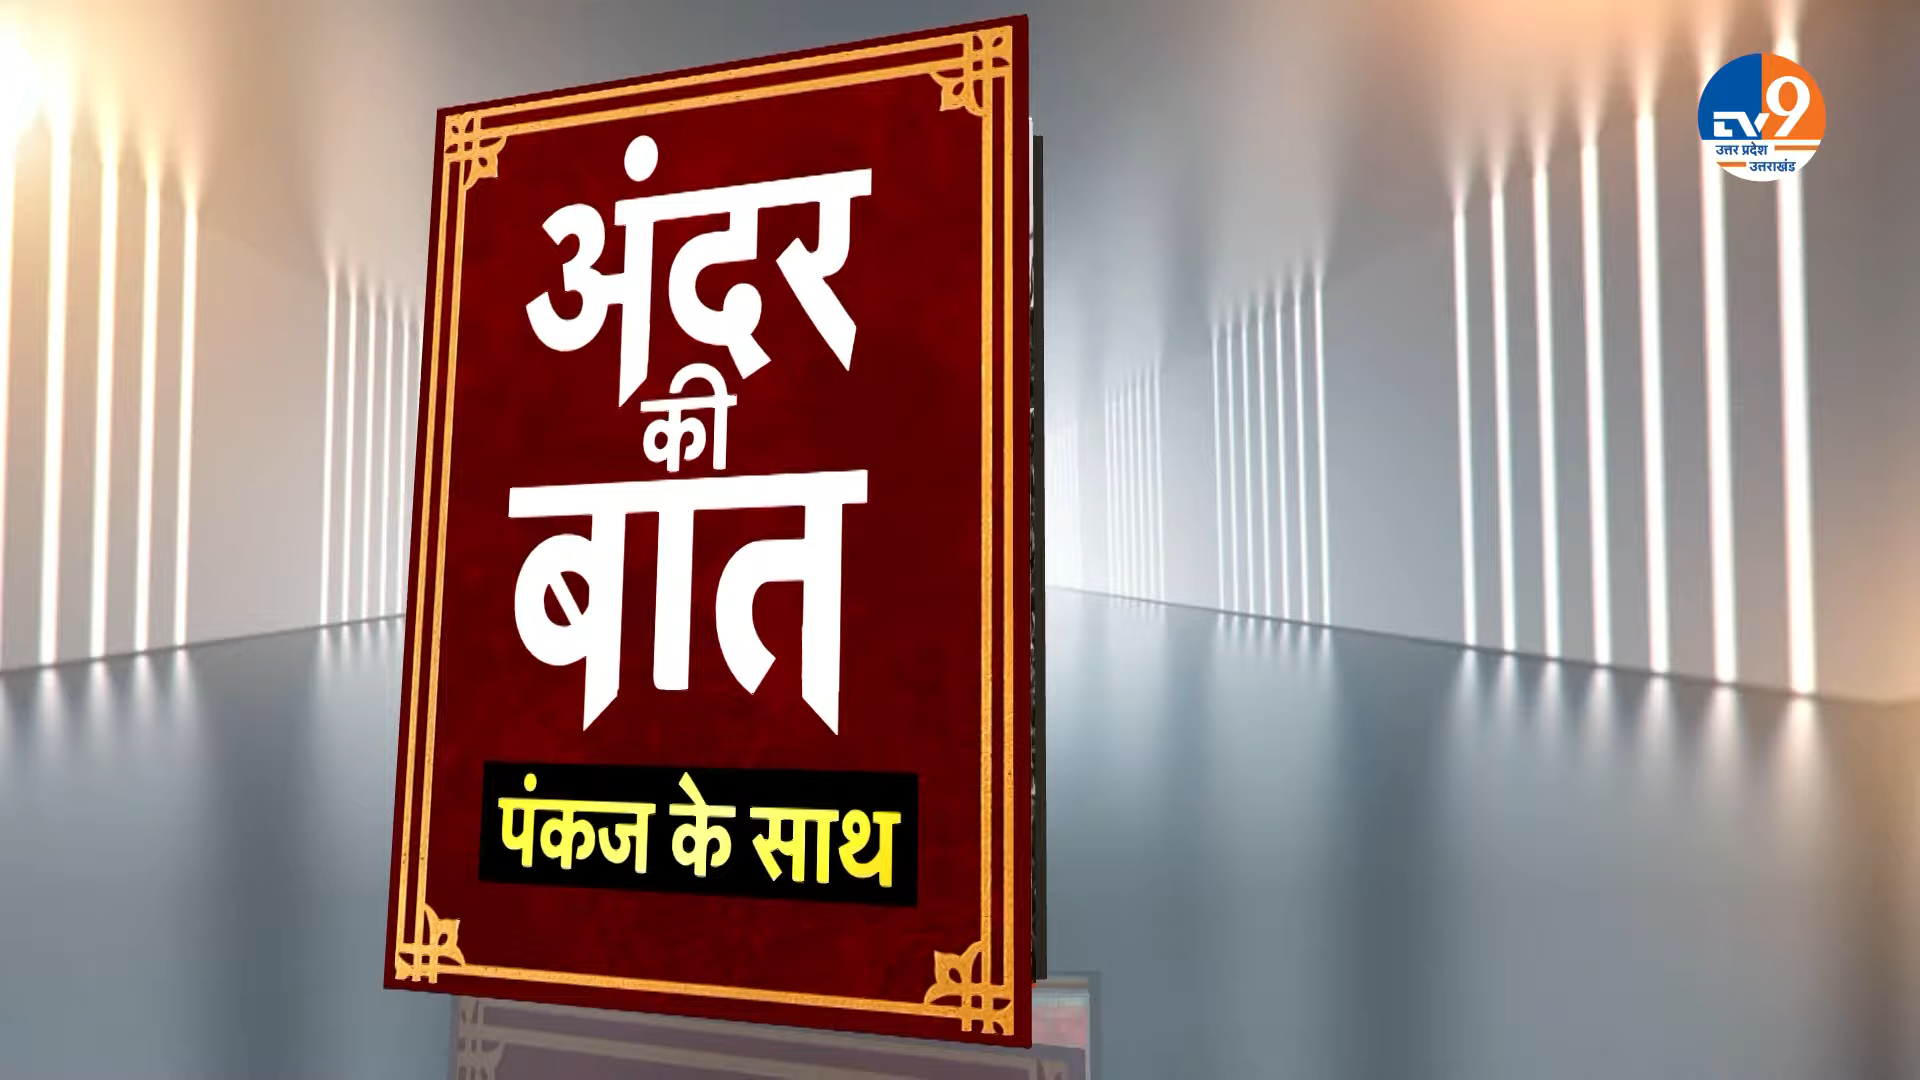 अंदर
की
बात
पंकज के साथ
TV9
उत्तर प्रदेश
उत्तराखंड